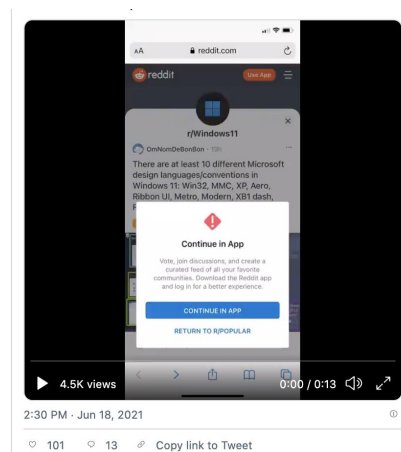 AA reddit.com
reddit Use App
r/Windows11
OmNomDeBonBon · 19h
There are at least 10 different Microsoft
design languages/conventions in
Windows 11: Win32, MMC, XP, Aero,
Ribbon UI, Metro, Modern, XB1 dash,
Continue in App
Vote, join discussions, and create a
curated feed of all your favorite
communities. Download the Reddit app
and log in for a better experience.
CONTINUE IN APP
RETURN TO R/POPULAR
4.5K views 0:00 / 0:13
2:30 PM · Jun 18, 2021
101 13 Copy link to Tweet